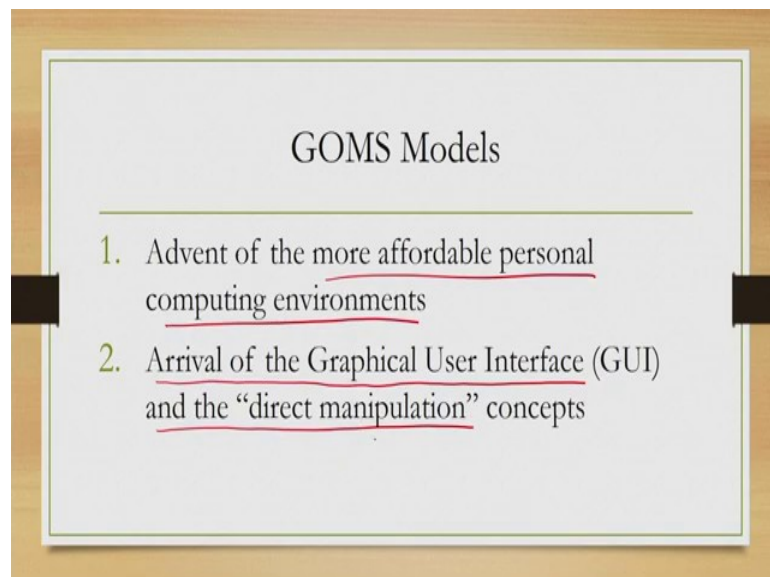 GOMS Models
1. Advent of the more affordable personal
computing environments
2. Arrival of the Graphical User Interface (GUI)
and the “direct manipulation” concepts